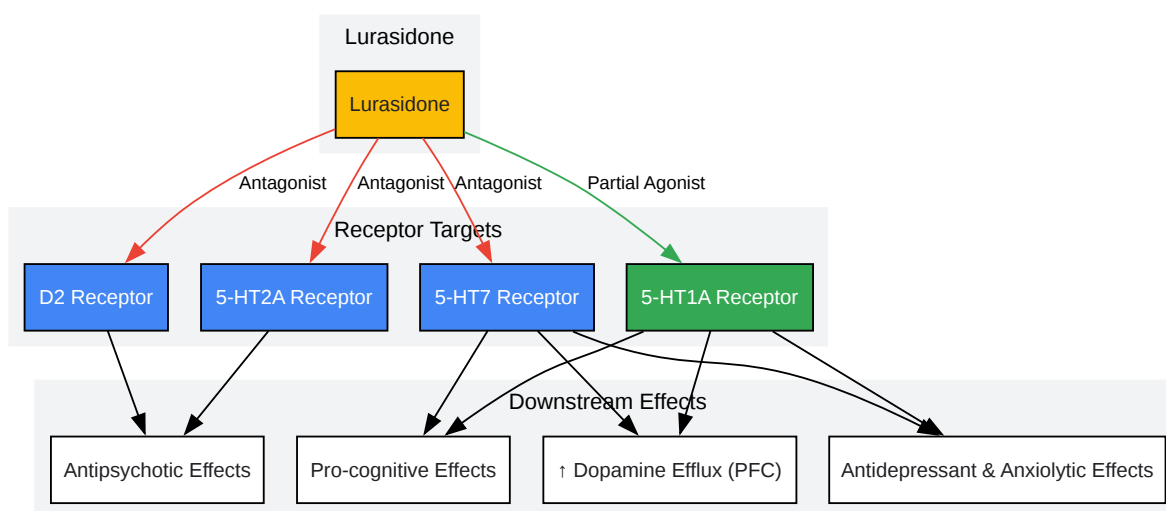 Lurasidone
Lurasidone
Antagonist
Antagonist
Antagonist
Partial Agonist
Receptor Targets
D2 Receptor
5-HT2A Receptor
5-HT7 Receptor
5-HT1A Receptor
Downstream Effects
Antipsychotic Effects
Pro-cognitive Effects
↑ Dopamine Efflux (PFC)
Antidepressant & Anxiolytic Effects